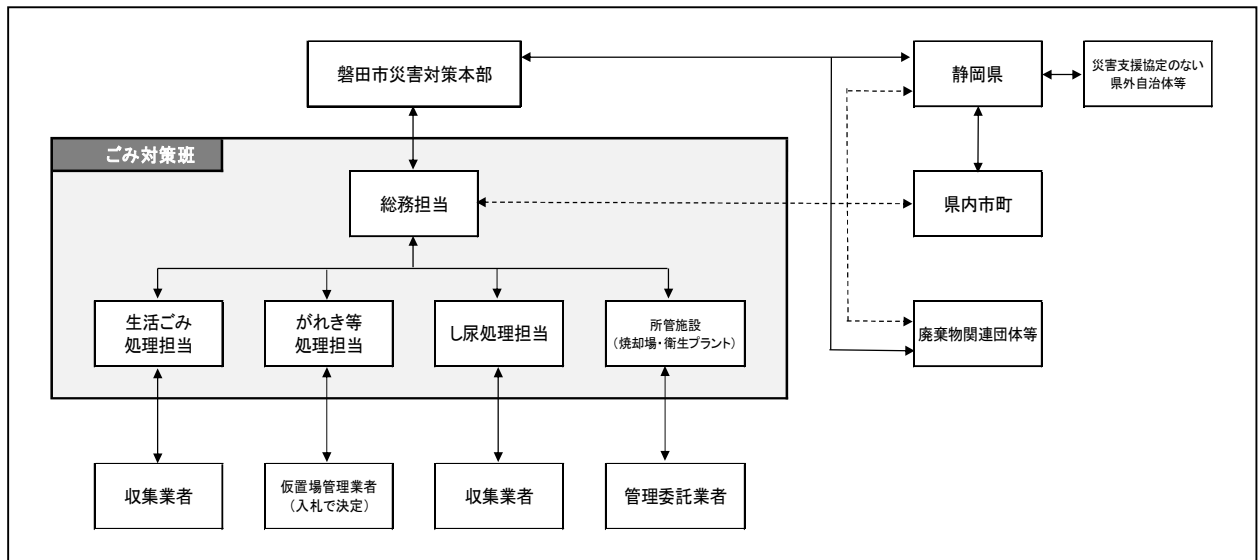 磐田市災害対策本部
静岡県
災害支援協定のない
県外自治体等
ごみ対策班
総務担当
県内市町
生活ごみ
処理担当
がれき等
処理担当
し尿処理担当
所管施設
（焼却場・衛生プラント）
廃棄物関連団体等
収集業者
仮置場管理業者
（入札で決定）
収集業者
管理委託業者